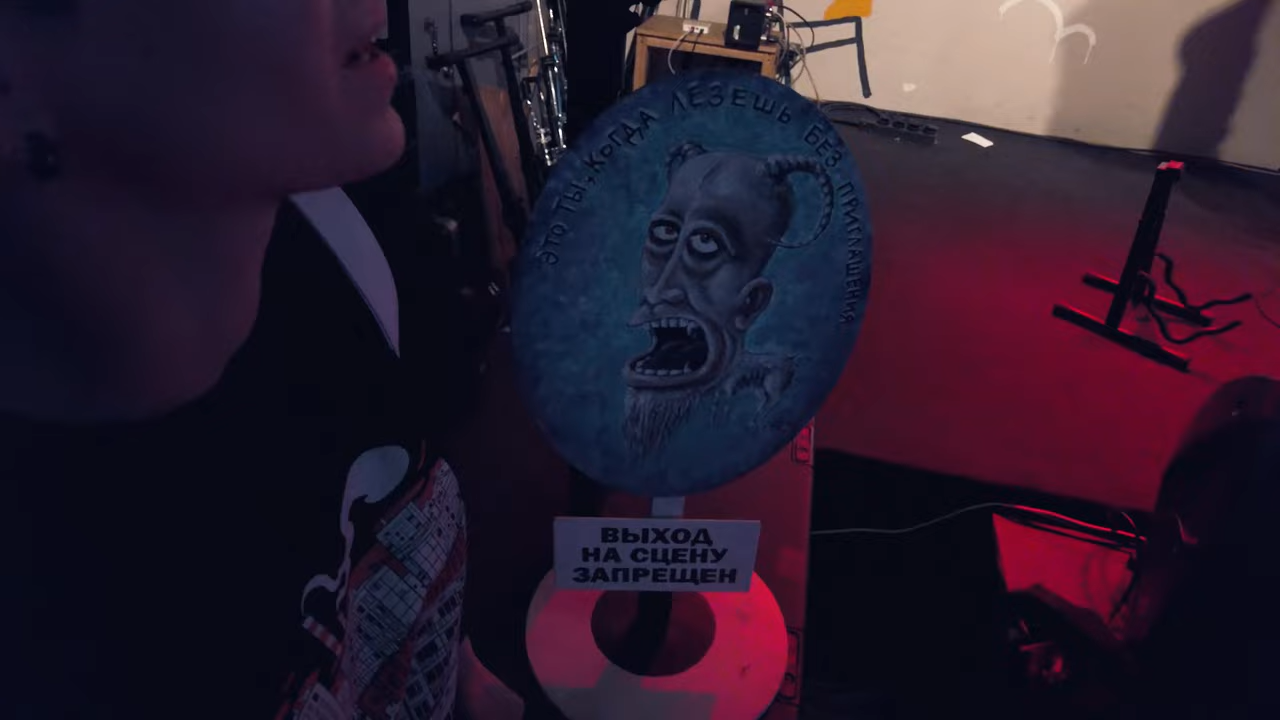 ЭТО ТЫ, КОГДА ЛЕЗЕШЬ БЕЗ ПРИГЛАШЕНИЯ
ВЫХОД
НА СЦЕНУ
ЗАПРЕЩЕН